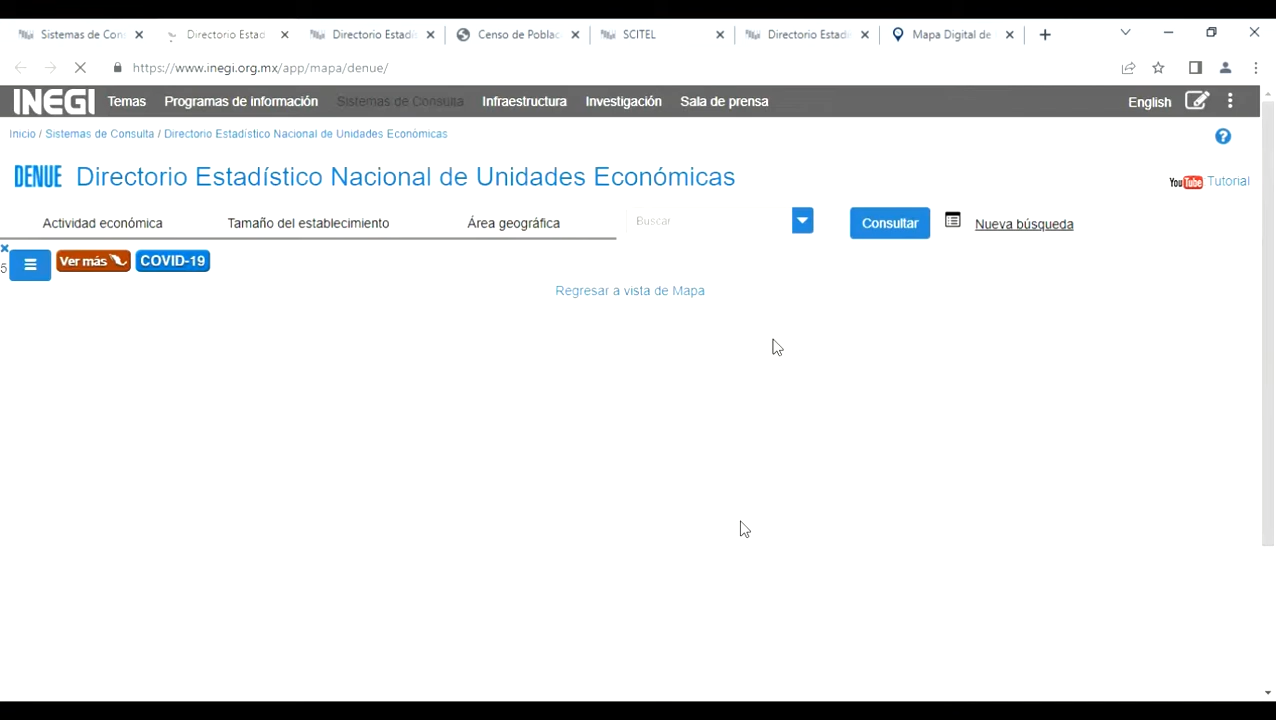 Sistemas de Con
Directorio Estad
Directorio Estadí
Censo de Poblac
SCITEL
Directorio Estadí
Mapa Digital de
https://www.inegi.org.mx/app/mapa/denue/
INEGI Temas Programas de información Sistemas de Consulta Infraestructura Investigación Sala de prensa English
Inicio / Sistemas de Consulta / Directorio Estadístico Nacional de Unidades Económicas
DENUE Directorio Estadístico Nacional de Unidades Económicas
YouTube Tutorial
Actividad económica Tamaño del establecimiento Área geográfica Buscar Consultar Nueva búsqueda
5 Ver más COVID-19
Regresar a vista de Mapa